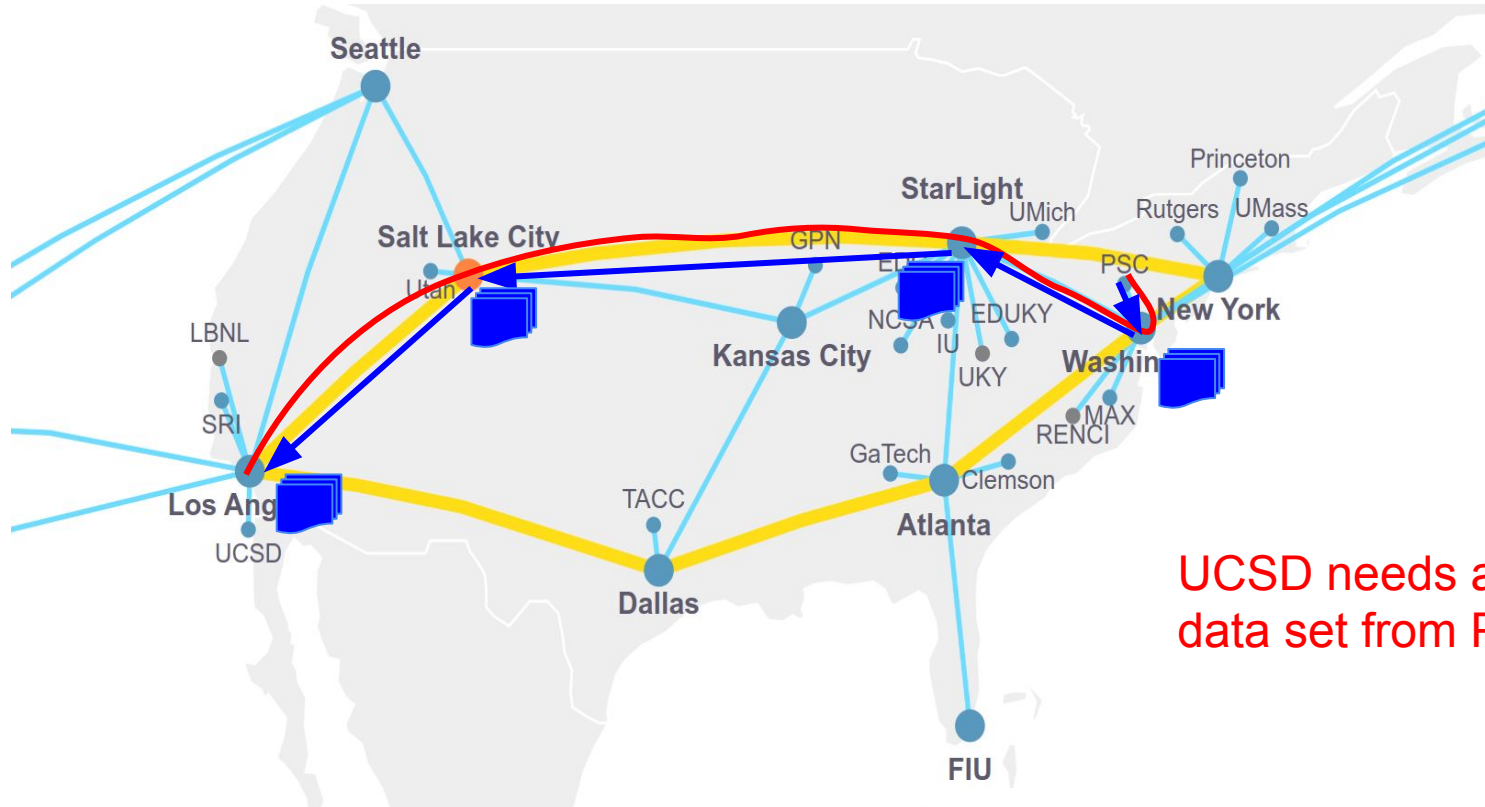 Seattle
Princeton
StarLight
UMich
Rutgers
UMass
Salt Lake City
GPN
PSC
Utah
New York
LBNL
NCSA
EDUKY
Kansas City
IU
Washin
UKY
SRI
MAX
RENCI
GaTech
Clemson
Los Ang
TACC
Atlanta
UCSD
UCSD needs a
data set from P
Dallas
FIU